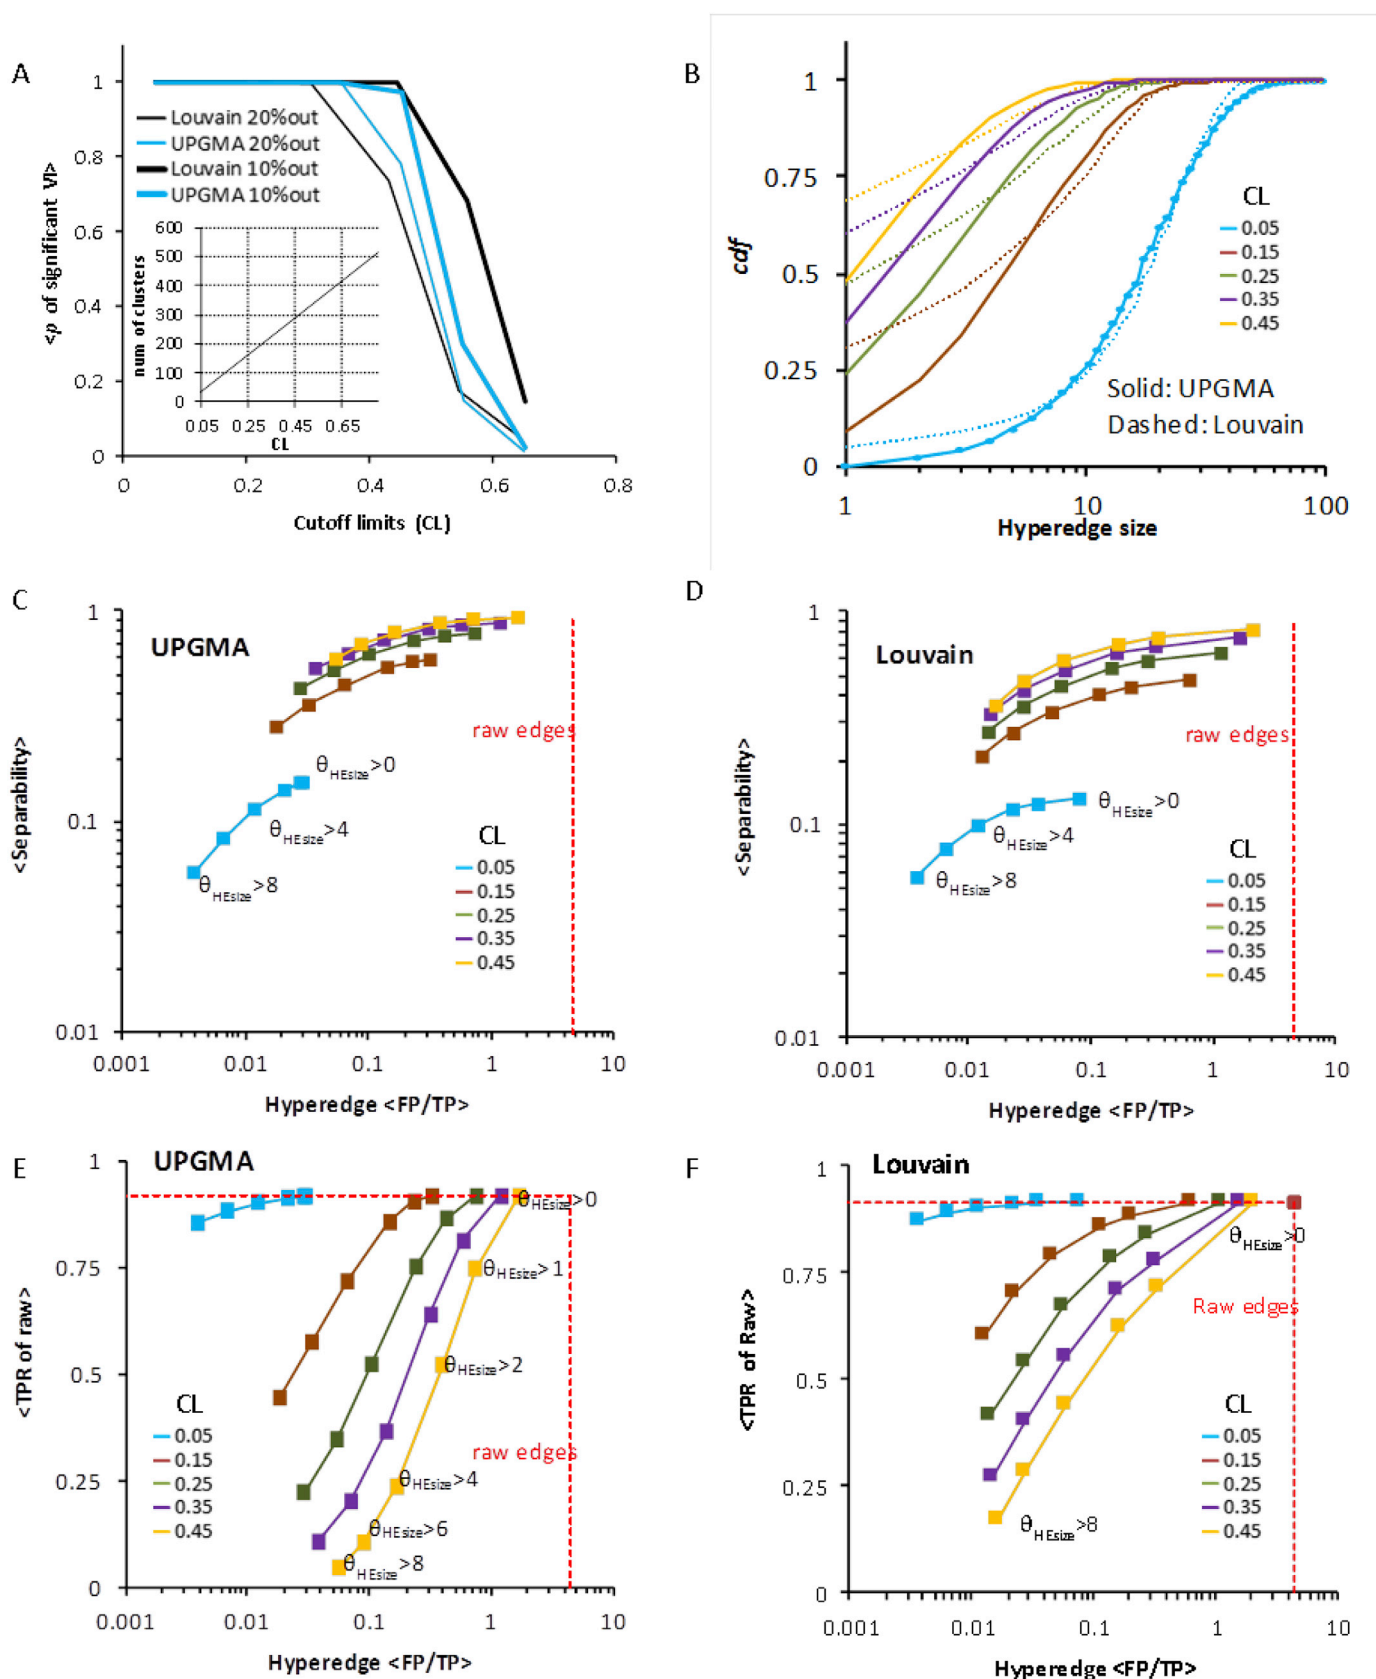 A
<p of significant VI>
1
0.8
0.6
0.4
0.2
0
Louvain 20%out
UPGMA 20%out
Louvain 10%out
UPGMA 10%out
num of clusters
600
500
400
300
200
100
0
0.05 0.25 0.45 0.65
CL
0 0.2 0.4 0.6 0.8
Cutoff limits (CL)
B
cdf
1
0.75
0.5
0.25
0
CL
0.05
0.15
0.25
0.35
0.45
Solid: UPGMA
Dashed: Louvain
1 10 100
Hyperedge size
C
UPGMA
<Separability>
1
0.1
0.01
raw edges
θHEsize>0
θHEsize>4
θHEsize>8
CL
0.05
0.15
0.25
0.35
0.45
0.001 0.01 0.1 1 10
Hyperedge <FP/TP>
D
Louvain
<Separability>
1
0.1
0.01
raw edges
θHEsize>0
θHEsize>4
θHEsize>8
CL
0.05
0.15
0.25
0.35
0.45
0.001 0.01 0.1 1 10
Hyperedge <FP/TP>
E
UPGMA
<TPR of raw>
1
0.75
0.5
0.25
0
θHEsize>0
θHEsize>1
θHEsize>2
raw edges
θHEsize>4
θHEsize>6
θHEsize>8
CL
0.05
0.15
0.25
0.35
0.45
0.001 0.01 0.1 1 10
Hyperedge <FP/TP>
F
Louvain
<TPR of Raw>
1
0.75
0.5
0.25
0
θHEsize>0
Raw edges
θHEsize>8
CL
0.05
0.15
0.25
0.35
0.45
0.001 0.01 0.1 1 10
Hyperedge <FP/TP>